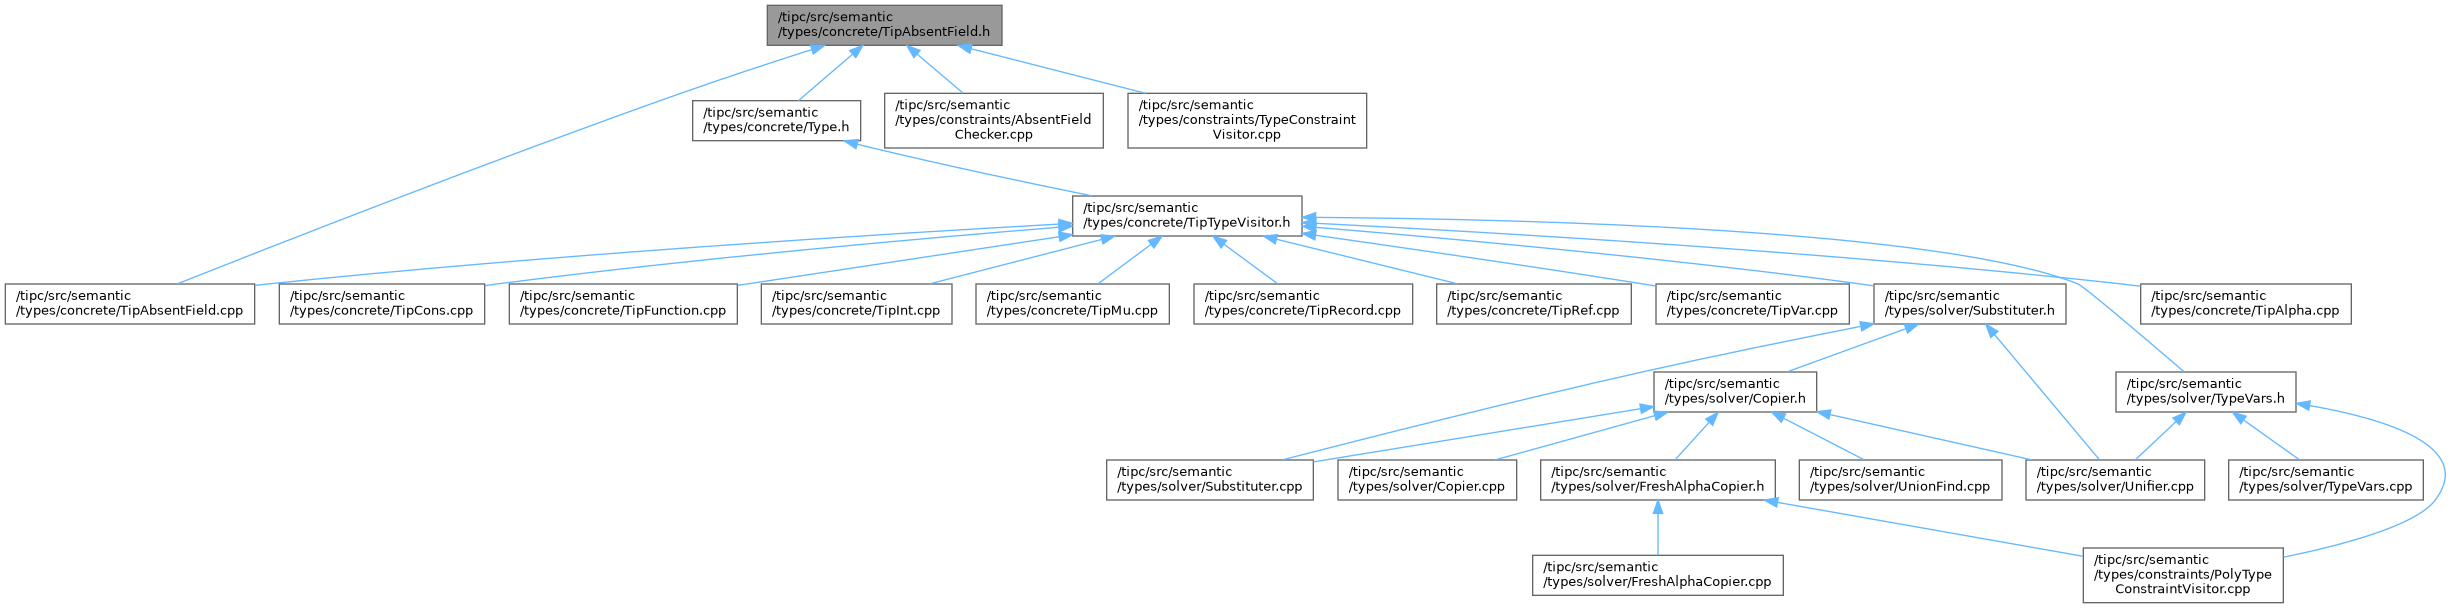 /tipc/src/semantic
/types/concrete/TipAbsentField.h
/tipc/src/semantic
/types/concrete/Type.h
/tipc/src/semantic
/types/constraints/AbsentField
Checker.cpp
/tipc/src/semantic
/types/constraints/TypeConstraint
Visitor.cpp
/tipc/src/semantic
/types/concrete/TipTypeVisitor.h
/tipc/src/semantic
/types/concrete/TipAbsentField.cpp
/tipc/src/semantic
/types/concrete/TipCons.cpp
/tipc/src/semantic
/types/concrete/TipFunction.cpp
/tipc/src/semantic
/types/concrete/TipInt.cpp
/tipc/src/semantic
/types/concrete/TipMu.cpp
/tipc/src/semantic
/types/concrete/TipRecord.cpp
/tipc/src/semantic
/types/concrete/TipRef.cpp
/tipc/src/semantic
/types/concrete/TipVar.cpp
/tipc/src/semantic
/types/solver/Substituter.h
/tipc/src/semantic
/types/concrete/TipAlpha.cpp
/tipc/src/semantic
/types/solver/Copier.h
/tipc/src/semantic
/types/solver/TypeVars.h
/tipc/src/semantic
/types/solver/Substituter.cpp
/tipc/src/semantic
/types/solver/Copier.cpp
/tipc/src/semantic
/types/solver/FreshAlphaCopier.h
/tipc/src/semantic
/types/solver/UnionFind.cpp
/tipc/src/semantic
/types/solver/Unifier.cpp
/tipc/src/semantic
/types/solver/TypeVars.cpp
/tipc/src/semantic
/types/solver/FreshAlphaCopier.cpp
/tipc/src/semantic
/types/constraints/PolyType
ConstraintVisitor.cpp